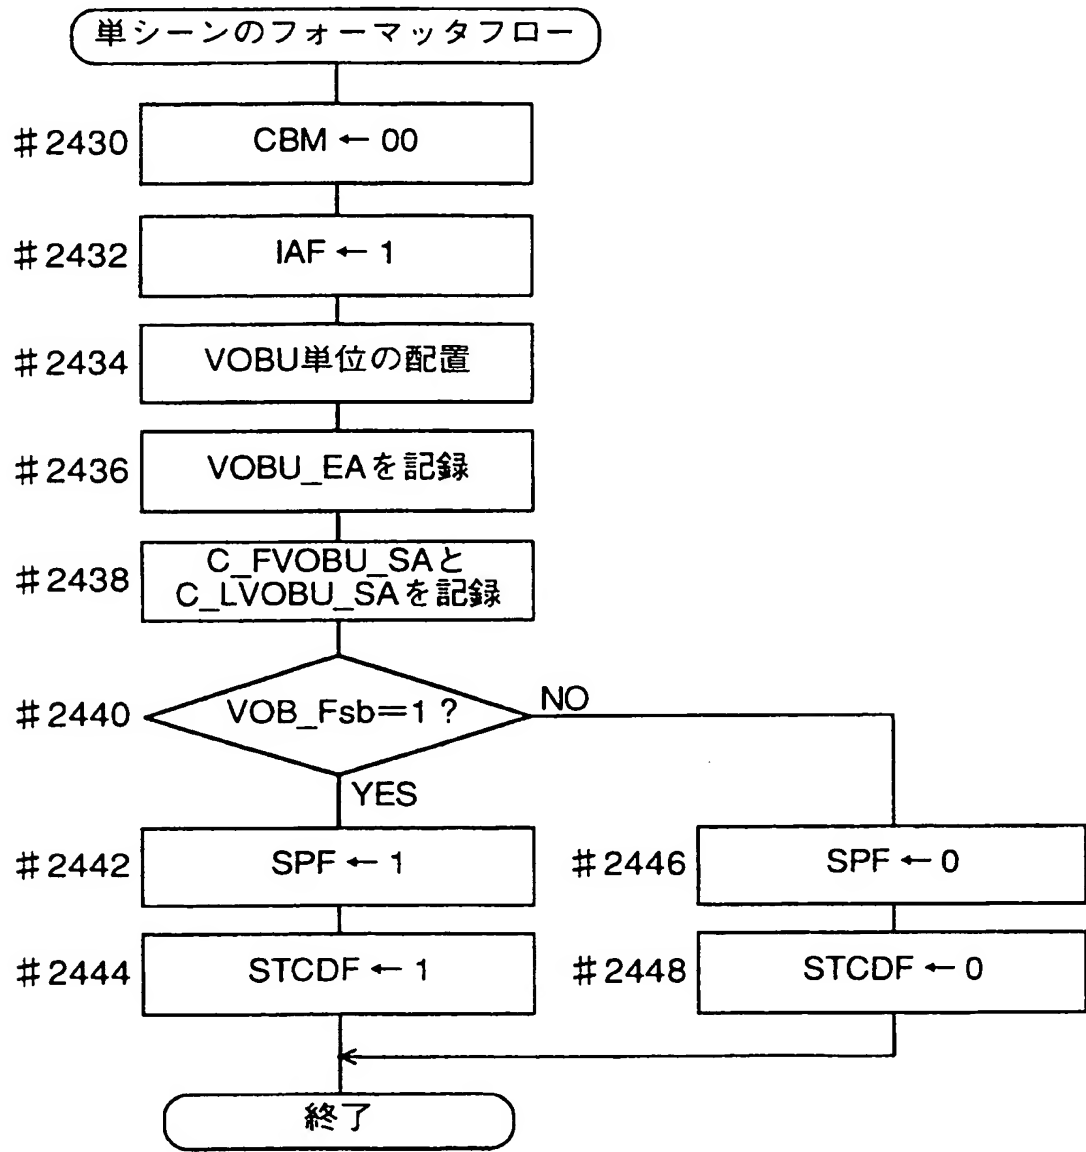 単シーンのフォーマッタフロー
#2430
CBM ← 00
#2432
IAF ← 1
#2434
VOBU単位の配置
#2436
VOBU_EAを記録
#2438
C_FVOBU_SAと
C_LVOBU_SAを記録
#2440
VOB_Fsb=1 ?
NO
YES
#2442
SPF ← 1
#2446
SPF ← 0
#2444
STCDF ← 1
#2448
STCDF ← 0
終了